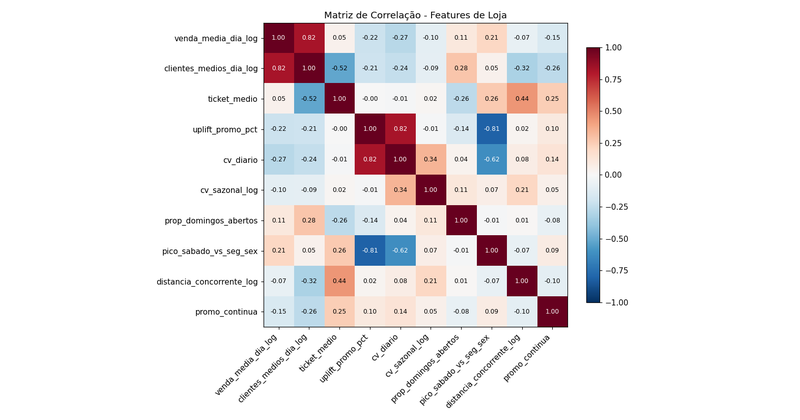 Matriz de Correlação - Features de Loja
venda_media_dia_log 1.00 0.82 0.05 -0.22 -0.27 -0.10 0.11 0.21 -0.07 -0.15
clientes_medios_dia_log 0.82 1.00 -0.52 -0.21 -0.24 -0.09 0.28 0.05 -0.32 -0.26
ticket_medio 0.05 -0.52 1.00 -0.00 -0.01 0.02 -0.26 0.26 0.44 0.25
uplift_promo_pct -0.22 -0.21 -0.00 1.00 0.82 -0.01 -0.14 -0.81 0.02 0.10
cv_diario -0.27 -0.24 -0.01 0.82 1.00 0.34 0.04 -0.62 0.08 0.14
cv_sazonal_log -0.10 -0.09 0.02 -0.01 0.34 1.00 0.11 0.07 0.21 0.05
prop_domingos_abertos 0.11 0.28 -0.26 -0.14 0.04 0.11 1.00 -0.01 0.01 -0.08
pico_sabado_vs_seg_sex 0.21 0.05 0.26 -0.81 -0.62 0.07 -0.01 1.00 -0.07 0.09
distancia_concorrente_log -0.07 -0.32 0.44 0.02 0.08 0.21 0.01 -0.07 1.00 -0.10
promo_continua -0.15 -0.26 0.25 0.10 0.14 0.05 -0.08 0.09 -0.10 1.00
venda_media_dia_log
clientes_medios_dia_log
ticket_medio
uplift_promo_pct
cv_diario
cv_sazonal_log
prop_domingos_abertos
pico_sabado_vs_seg_sex
distancia_concorrente_log
promo_continua
1.00
0.75
0.50
0.25
0.00
−0.25
−0.50
−0.75
−1.00